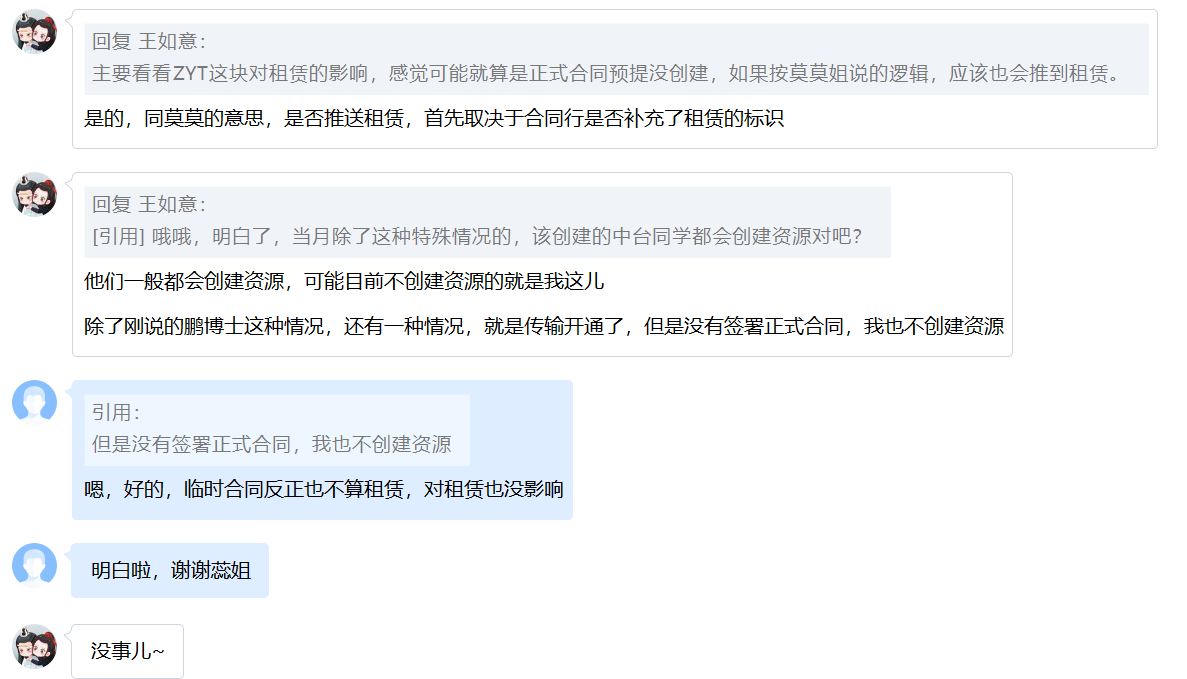 回复 王如意：
主要看看ZYT这块对租赁的影响，感觉可能就算是正式合同预提没创建，如果按莫莫姐说的逻辑，应该也会推到租赁。
是的，同莫莫的意思，是否推送租赁，首先取决于合同行是否补充了租赁的标识
回复 王如意：
[引用] 哦哦，明白了，当月除了这种特殊情况的，该创建的中台同学都会创建资源对吧？
他们一般都会创建资源，可能目前不创建资源的就是我这儿
除了刚说的鹏博士这种情况，还有一种情况，就是传输开通了，但是没有签署正式合同，我也不创建资源
引用：
但是没有签署正式合同，我也不创建资源
嗯，好的，临时合同反正也不算租赁，对租赁也没影响
明白啦，谢谢蕊姐
没事儿~